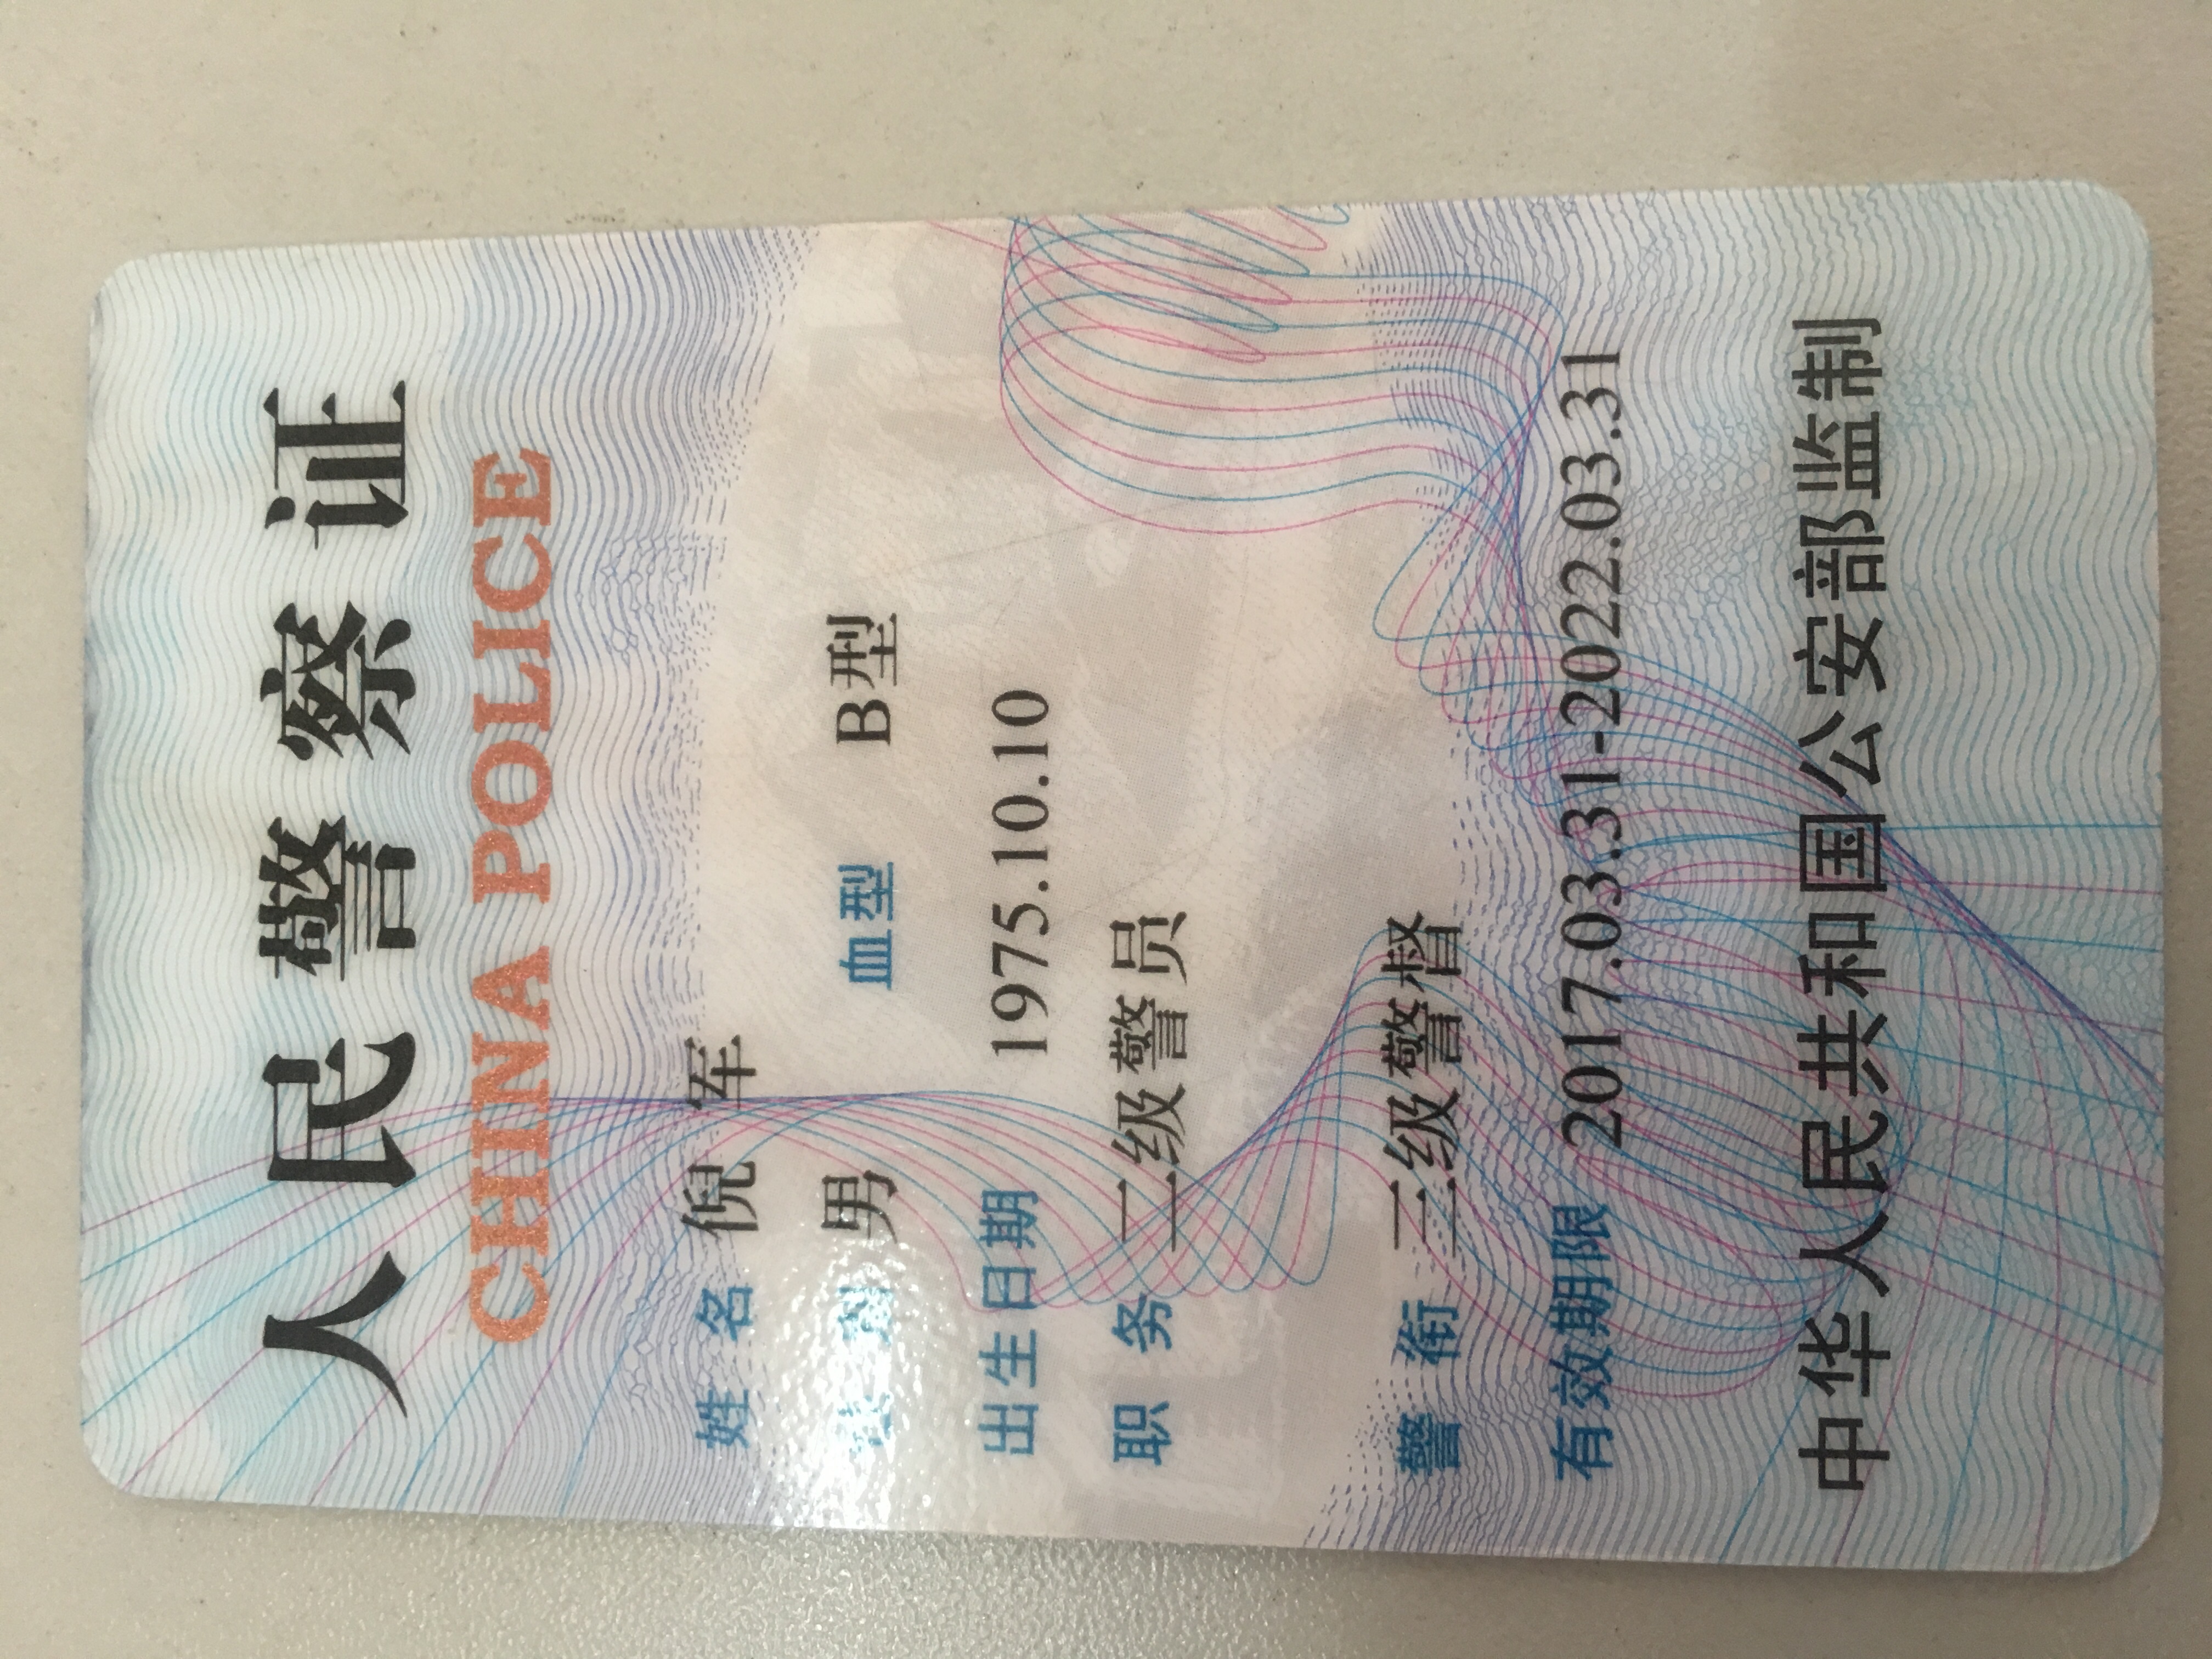 人民警察证
CHINA POLICE
姓 名 倪 军
性 别 男 血型 B型
出生日期 1975.10.10
职 务 二级警员
警 衔 三级警督
有效期限 2017.03.31-2022.03.31
中华人民共和国公安部监制